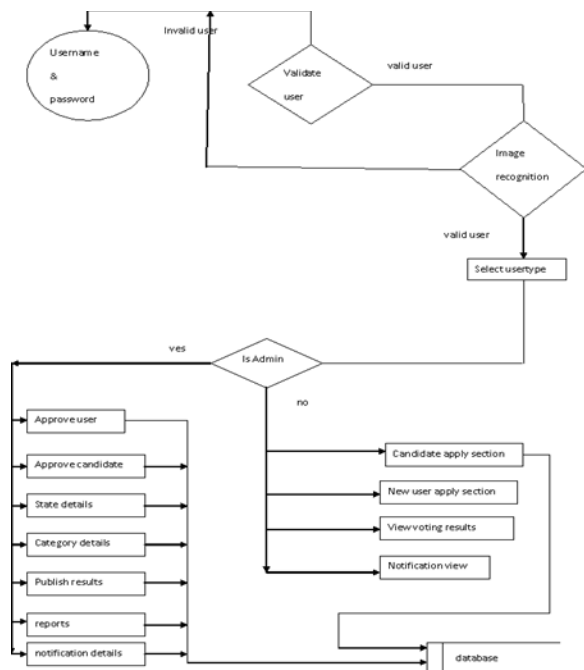 Invalid user
Username
&
password
Validate
user
valid user
Image
recognition
valid user
Select usertype
yes
Is Admin
no
Approve user
Candidate apply section
Approve candidate
New user apply section
State details
View voting results
Category details
Notification view
Publish results
reports
notification details
database